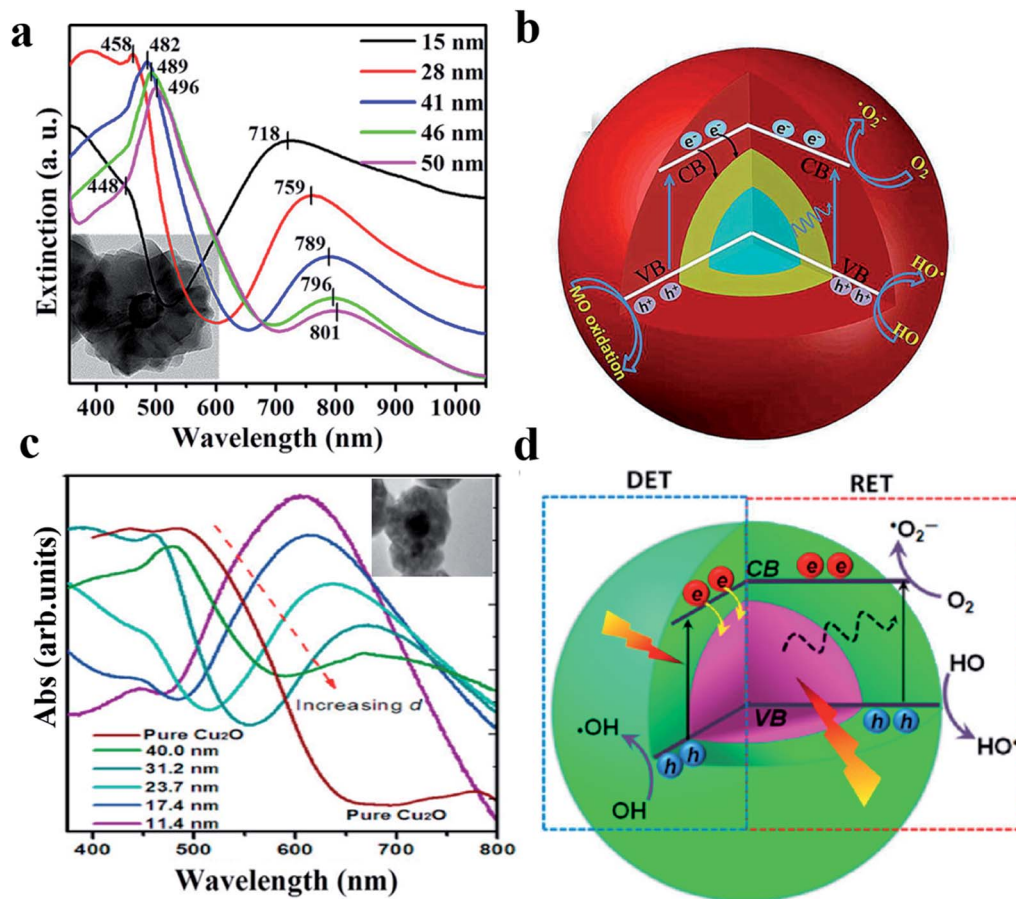 a
458
482
489
496
448
718
759
789
796
801
15 nm
28 nm
41 nm
46 nm
50 nm
Extinction (a. u.)
400 500 600 700 800 900 1000
Wavelength (nm)
b
e⁻ e⁻ e⁻ e⁻
CB CB
·O₂⁻
O₂
VB VB
h⁺ h⁺ h⁺ h⁺
HO·
HO
MO oxidation
c
Increasing d
Pure Cu₂O
40.0 nm
31.2 nm
23.7 nm
17.4 nm
11.4 nm
Pure Cu₂O
Abs (arb.units)
400 500 600 700 800
Wavelength (nm)
d
DET RET
·O₂⁻
O₂
e e CB e e
HO
HO·
VB
h h h h
·OH
OH